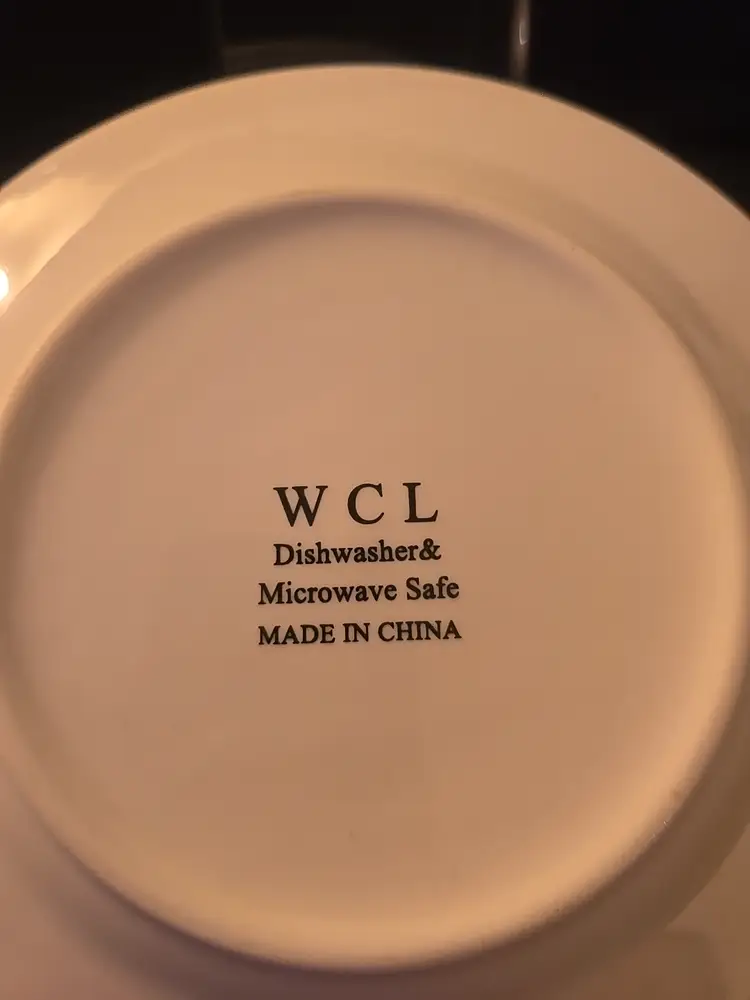 W C L
Dishwasher&
Microwave Safe
MADE IN CHINA